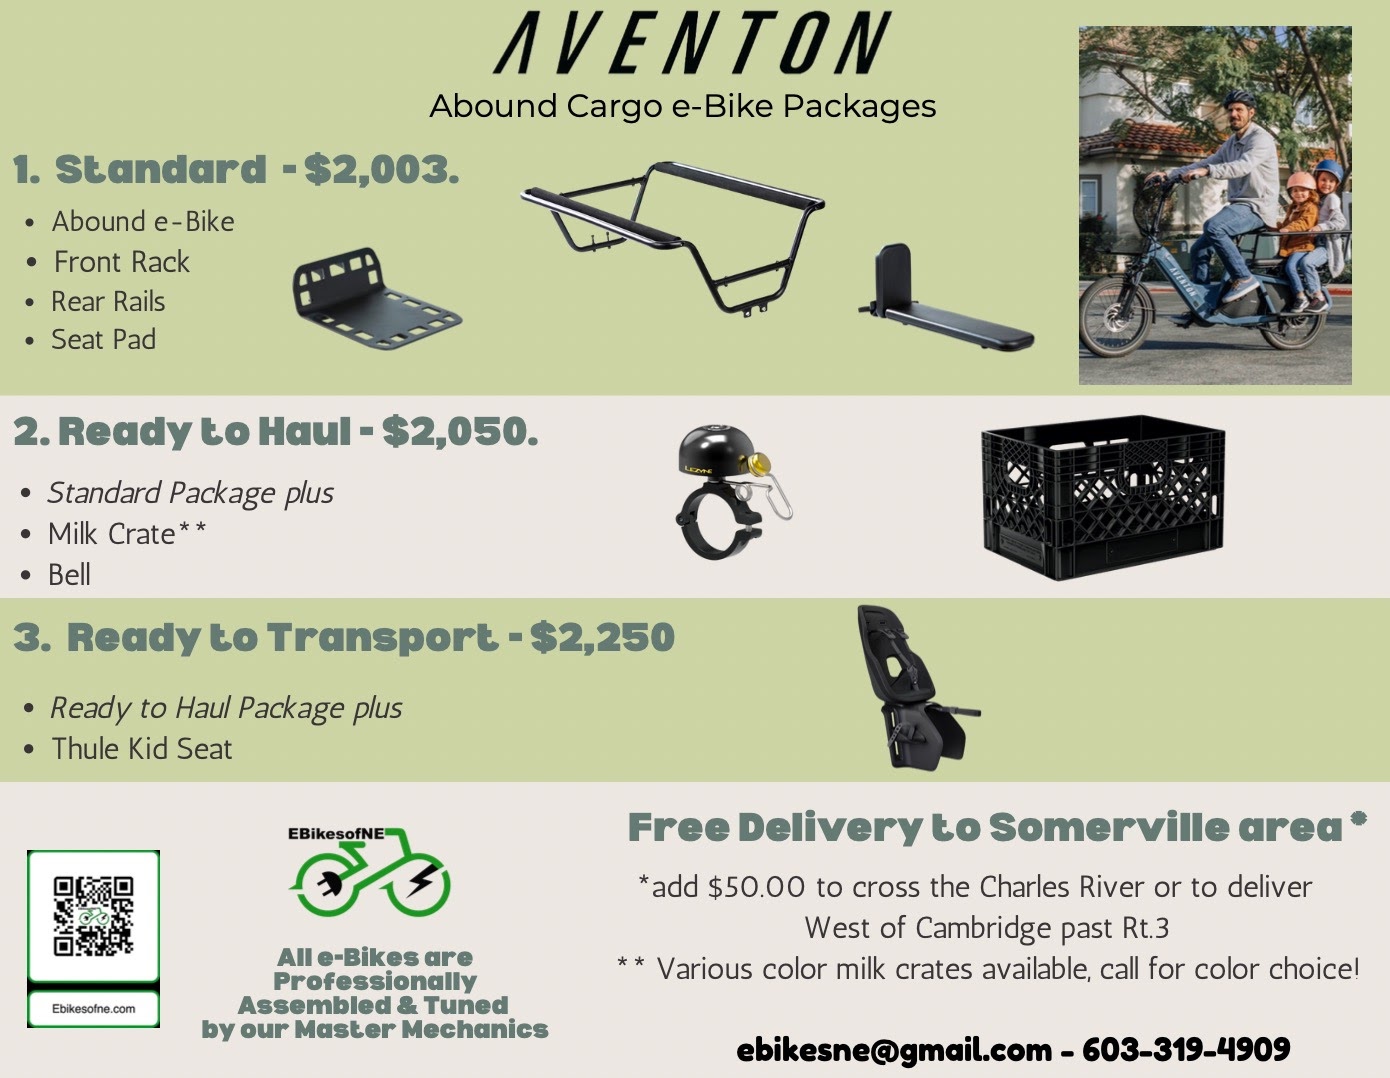 AVENTON
Abound Cargo e-Bike Packages
1. Standard - $2,003.
• Abound e-Bike
• Front Rack
• Rear Rails
• Seat Pad
AVENTON
2. Ready to Haul - $2,050.
• Standard Package plus
• Milk Crate**
• Bell
LEZYNE
3. Ready to Transport - $2,250
• Ready to Haul Package plus
• Thule Kid Seat
Ebikesofne.com
EBikesofNE
All e-Bikes are
Professionally
Assembled & Tuned
by our Master Mechanics
Free Delivery to Somerville area*
*add $50.00 to cross the Charles River or to deliver
West of Cambridge past Rt.3
** Various color milk crates available, call for color choice!
ebikesne@gmail.com - 603-319-4909